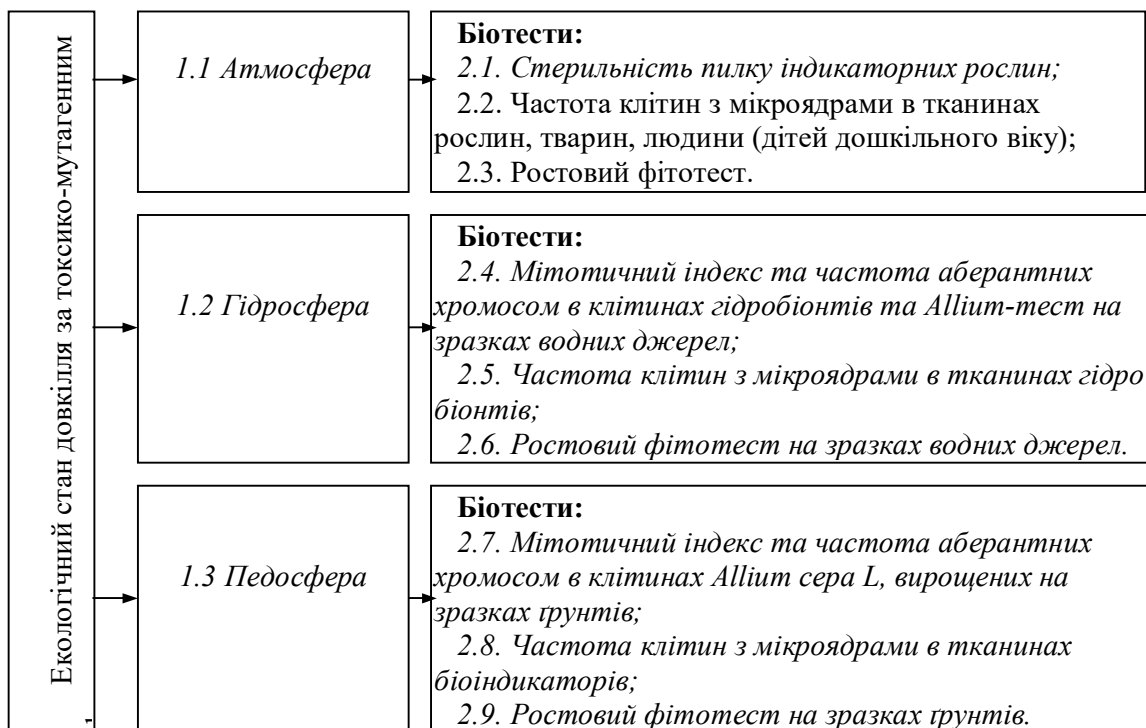 Екологічний стан довкілля за токсико-мутагенним
1.1 Атмосфера
Біотести:
2.1. Стерильність пилку індикаторних рослин;
2.2. Частота клітин з мікроядрами в тканинах
рослин, тварин, людини (дітей дошкільного віку);
2.3. Ростовий фітотест.
1.2 Гідросфера
Біотести:
2.4. Мітотичний індекс та частота аберантних
хромосом в клітинах гідробіонтів та Allium-тест на
зразках водних джерел;
2.5. Частота клітин з мікроядрами в тканинах гідро
біонтів;
2.6. Ростовий фітотест на зразках водних джерел.
1.3 Педосфера
Біотести:
2.7. Мітотичний індекс та частота аберантних
хромосом в клітинах Allium cepa L, вирощених на
зразках ґрунтів;
2.8. Частота клітин з мікроядрами в тканинах
біоіндикаторів;
2.9. Ростовий фітотест на зразках ґрунтів.